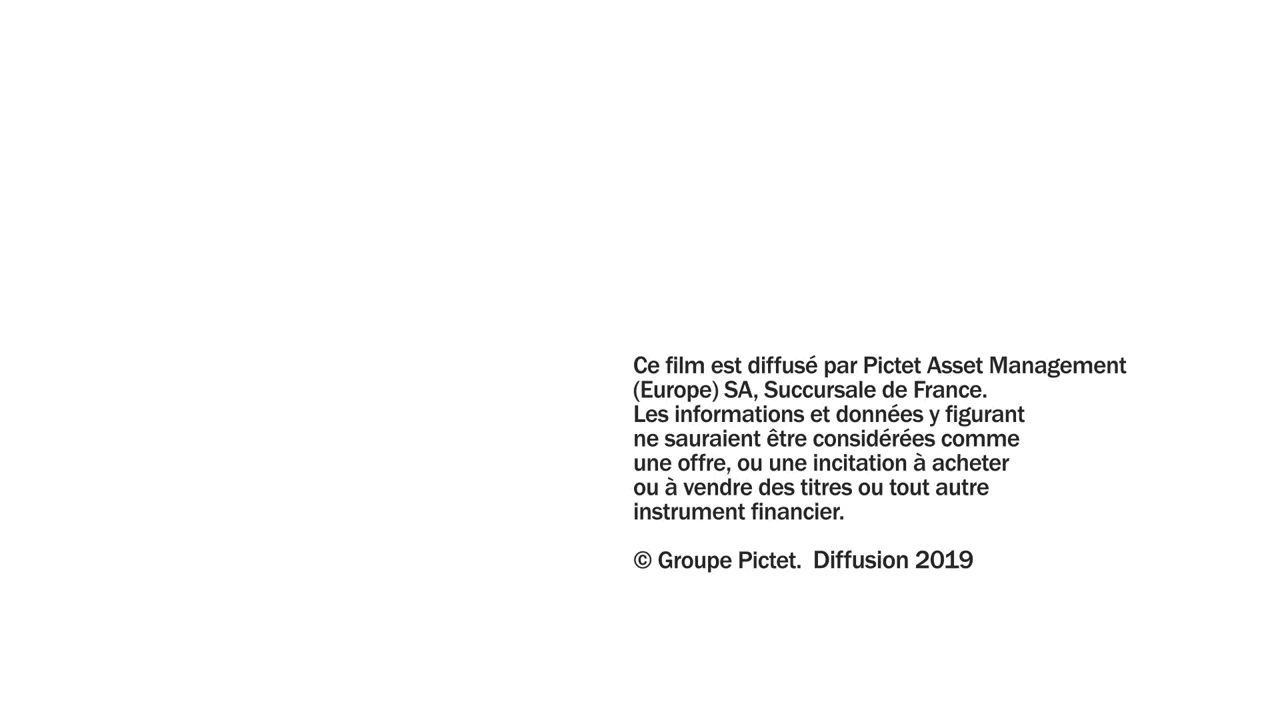 Ce film est diffusé par Pictet Asset Management
(Europe) SA, Succursale de France.
Les informations et données y figurant
ne sauraient être considérées comme
une offre, ou une incitation à acheter
ou à vendre des titres ou tout autre
instrument financier.
© Groupe Pictet.  Diffusion 2019